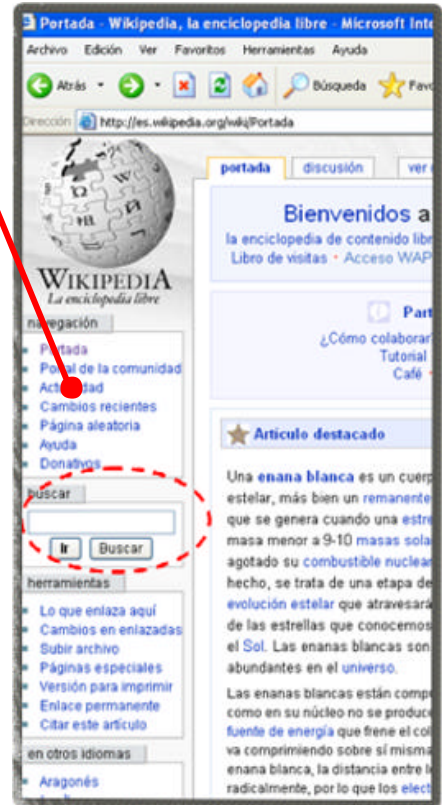 Portada - Wikipedia, la enciclopedia libre - Microsoft Inte
Archivo Edición Ver Favoritos Herramientas Ayuda
Atrás Búsqueda Favo
Dirección http://es.wikipedia.org/wiki/Portada
WIKIPEDIA
La enciclopedia libre
navegación
Portada
Portal de la comunidad
Actualidad
Cambios recientes
Página aleatoria
Ayuda
Donativos
buscar
Ir Buscar
herramientas
Lo que enlaza aquí
Cambios en enlazadas
Subir archivo
Páginas especiales
Versión para imprimir
Enlace permanente
Citar este artículo
en otros idiomas
Aragonés
portada discusión ver
Bienvenidos a
la enciclopedia de contenido libr
Libro de visitas · Acceso WAP
Part
¿Cómo colaborar
Tutorial
Café
Artículo destacado
Una enana blanca es un cuerp
estelar, más bien un remanente
que se genera cuando una estre
masa menor a 9-10 masas sola
agotado su combustible nuclear
hecho, se trata de una etapa de
evolución estelar que atravesará
de las estrellas que conocemos
el Sol. Las enanas blancas son
abundantes en el universo.
Las enanas blancas están compu
como en su núcleo no se produce
fuente de energía que frene el col
va comprimiendo sobre sí misma
enana blanca, la distancia entre l
radicalmente, por lo que los elect